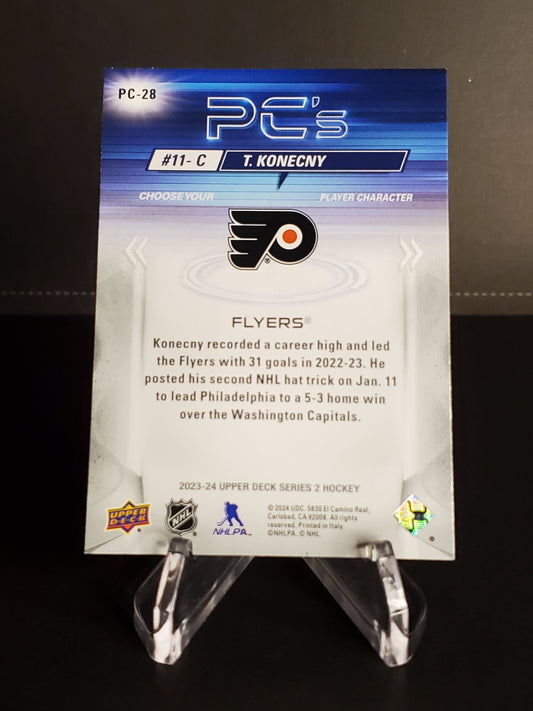 PC-28
PC's
#11- C T. KONECNY
CHOOSE YOUR PLAYER CHARACTER
FLYERS®
Konecny recorded a career high and led
the Flyers with 31 goals in 2022-23. He
posted his second NHL hat trick on Jan. 11
to lead Philadelphia to a 5-3 home win
over the Washington Capitals.
2023-24 UPPER DECK SERIES 2 HOCKEY
UPPER DECK
NHL
NHLPA
© 2024 UDC. 5830 El Camino Real,
Carlsbad, CA 92008. All rights
reserved. Printed in Italy.
©NHLPA. © NHL.